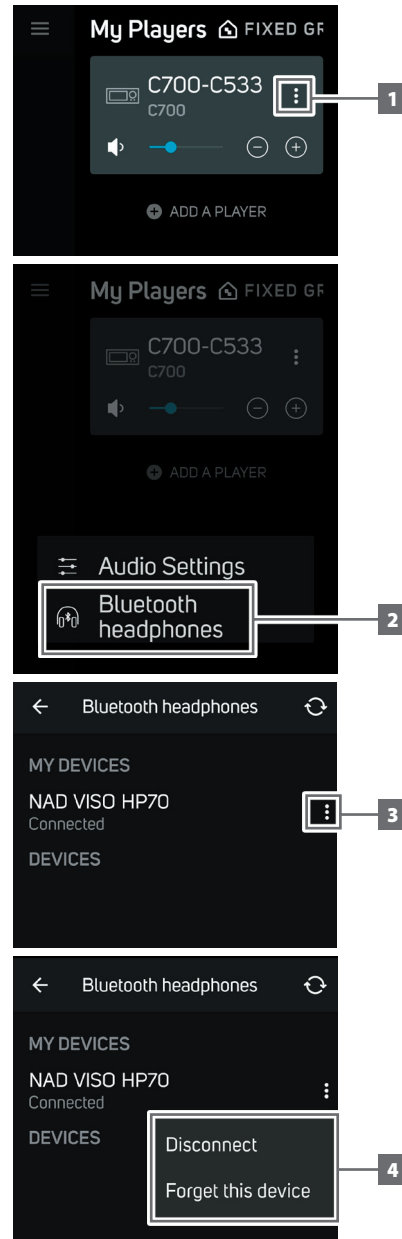 My Players FIXED GR
C700-C533
C700
1
ADD A PLAYER
My Players FIXED GR
C700-C533
C700
ADD A PLAYER
Audio Settings
Bluetooth
headphones
2
Bluetooth headphones
MY DEVICES
NAD VISO HP70
Connected
3
DEVICES
Bluetooth headphones
MY DEVICES
NAD VISO HP70
Connected
DEVICES
Disconnect
Forget this device
4